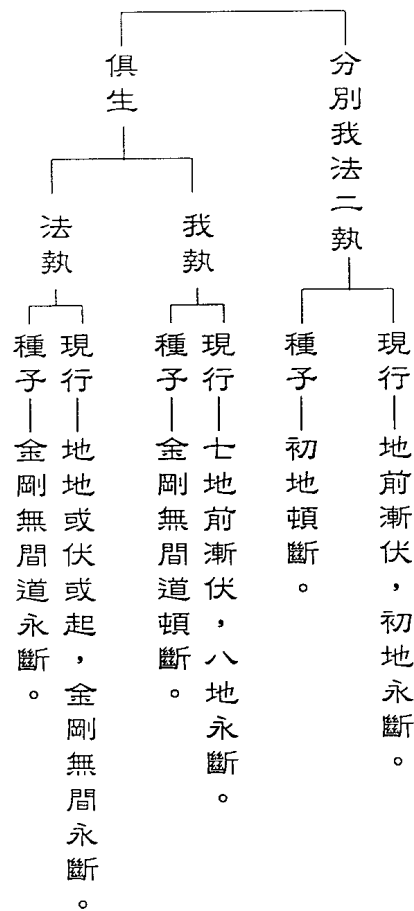 分別我法二執
現行—地前漸伏，初地永斷。
種子—初地頓斷。
俱生
我執
現行—七地前漸伏，八地永斷。
種子—金剛無間道頓斷。
法執
現行—地地或伏或起，金剛無間永斷。
種子—金剛無間道永斷。